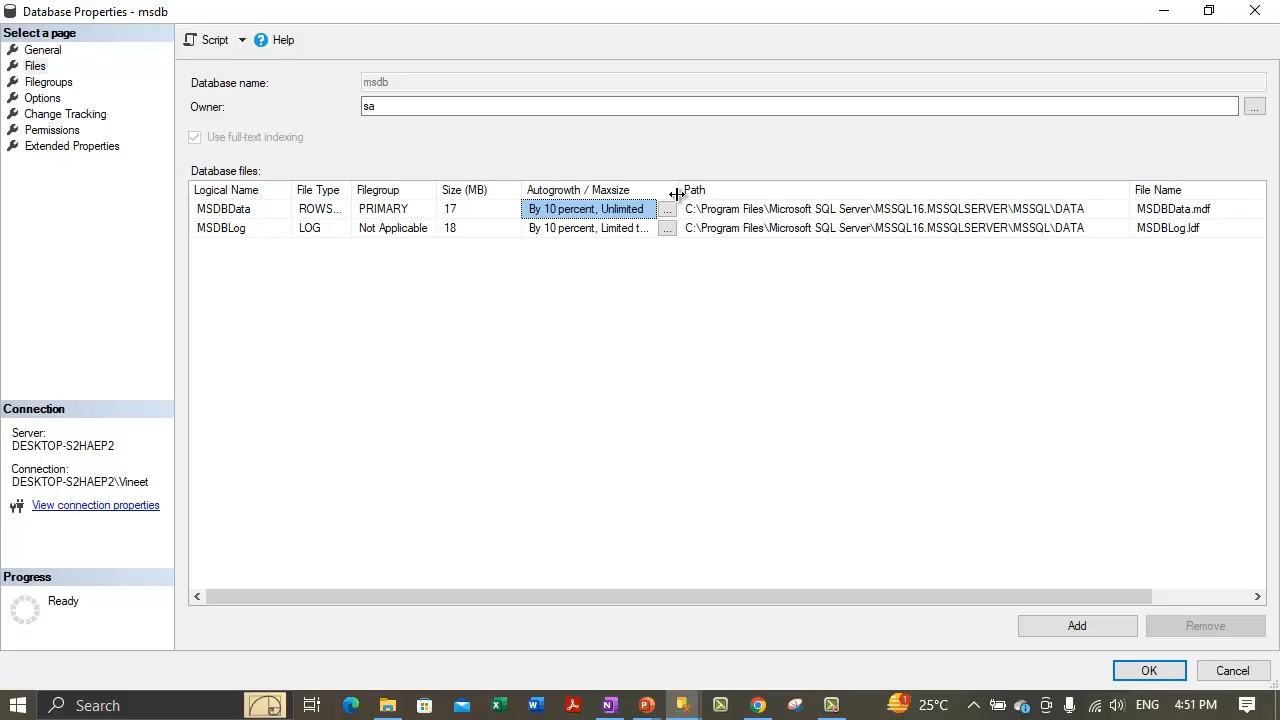 Database Properties - msdb
Select a page
General
Files
Filegroups
Options
Change Tracking
Permissions
Extended Properties
Script
Help
Database name:
msdb
Owner:
sa
...
Use full-text indexing
Database files:
Logical Name File Type Filegroup Size (MB) Autogrowth / Maxsize Path File Name
MSDBData ROWS... PRIMARY 17 By 10 percent, Unlimited ... C:\Program Files\Microsoft SQL Server\MSSQL16.MSSQLSERVER\MSSQL\DATA MSDBData.mdf
MSDBLog LOG Not Applicable 18 By 10 percent, Limited t... ... C:\Program Files\Microsoft SQL Server\MSSQL16.MSSQLSERVER\MSSQL\DATA MSDBLog.ldf
Connection
Server:
DESKTOP-S2HAEP2
Connection:
DESKTOP-S2HAEP2\Vineet
View connection properties
Progress
Ready
Add Remove
OK Cancel
Search
1 25°C ENG 4:51 PM